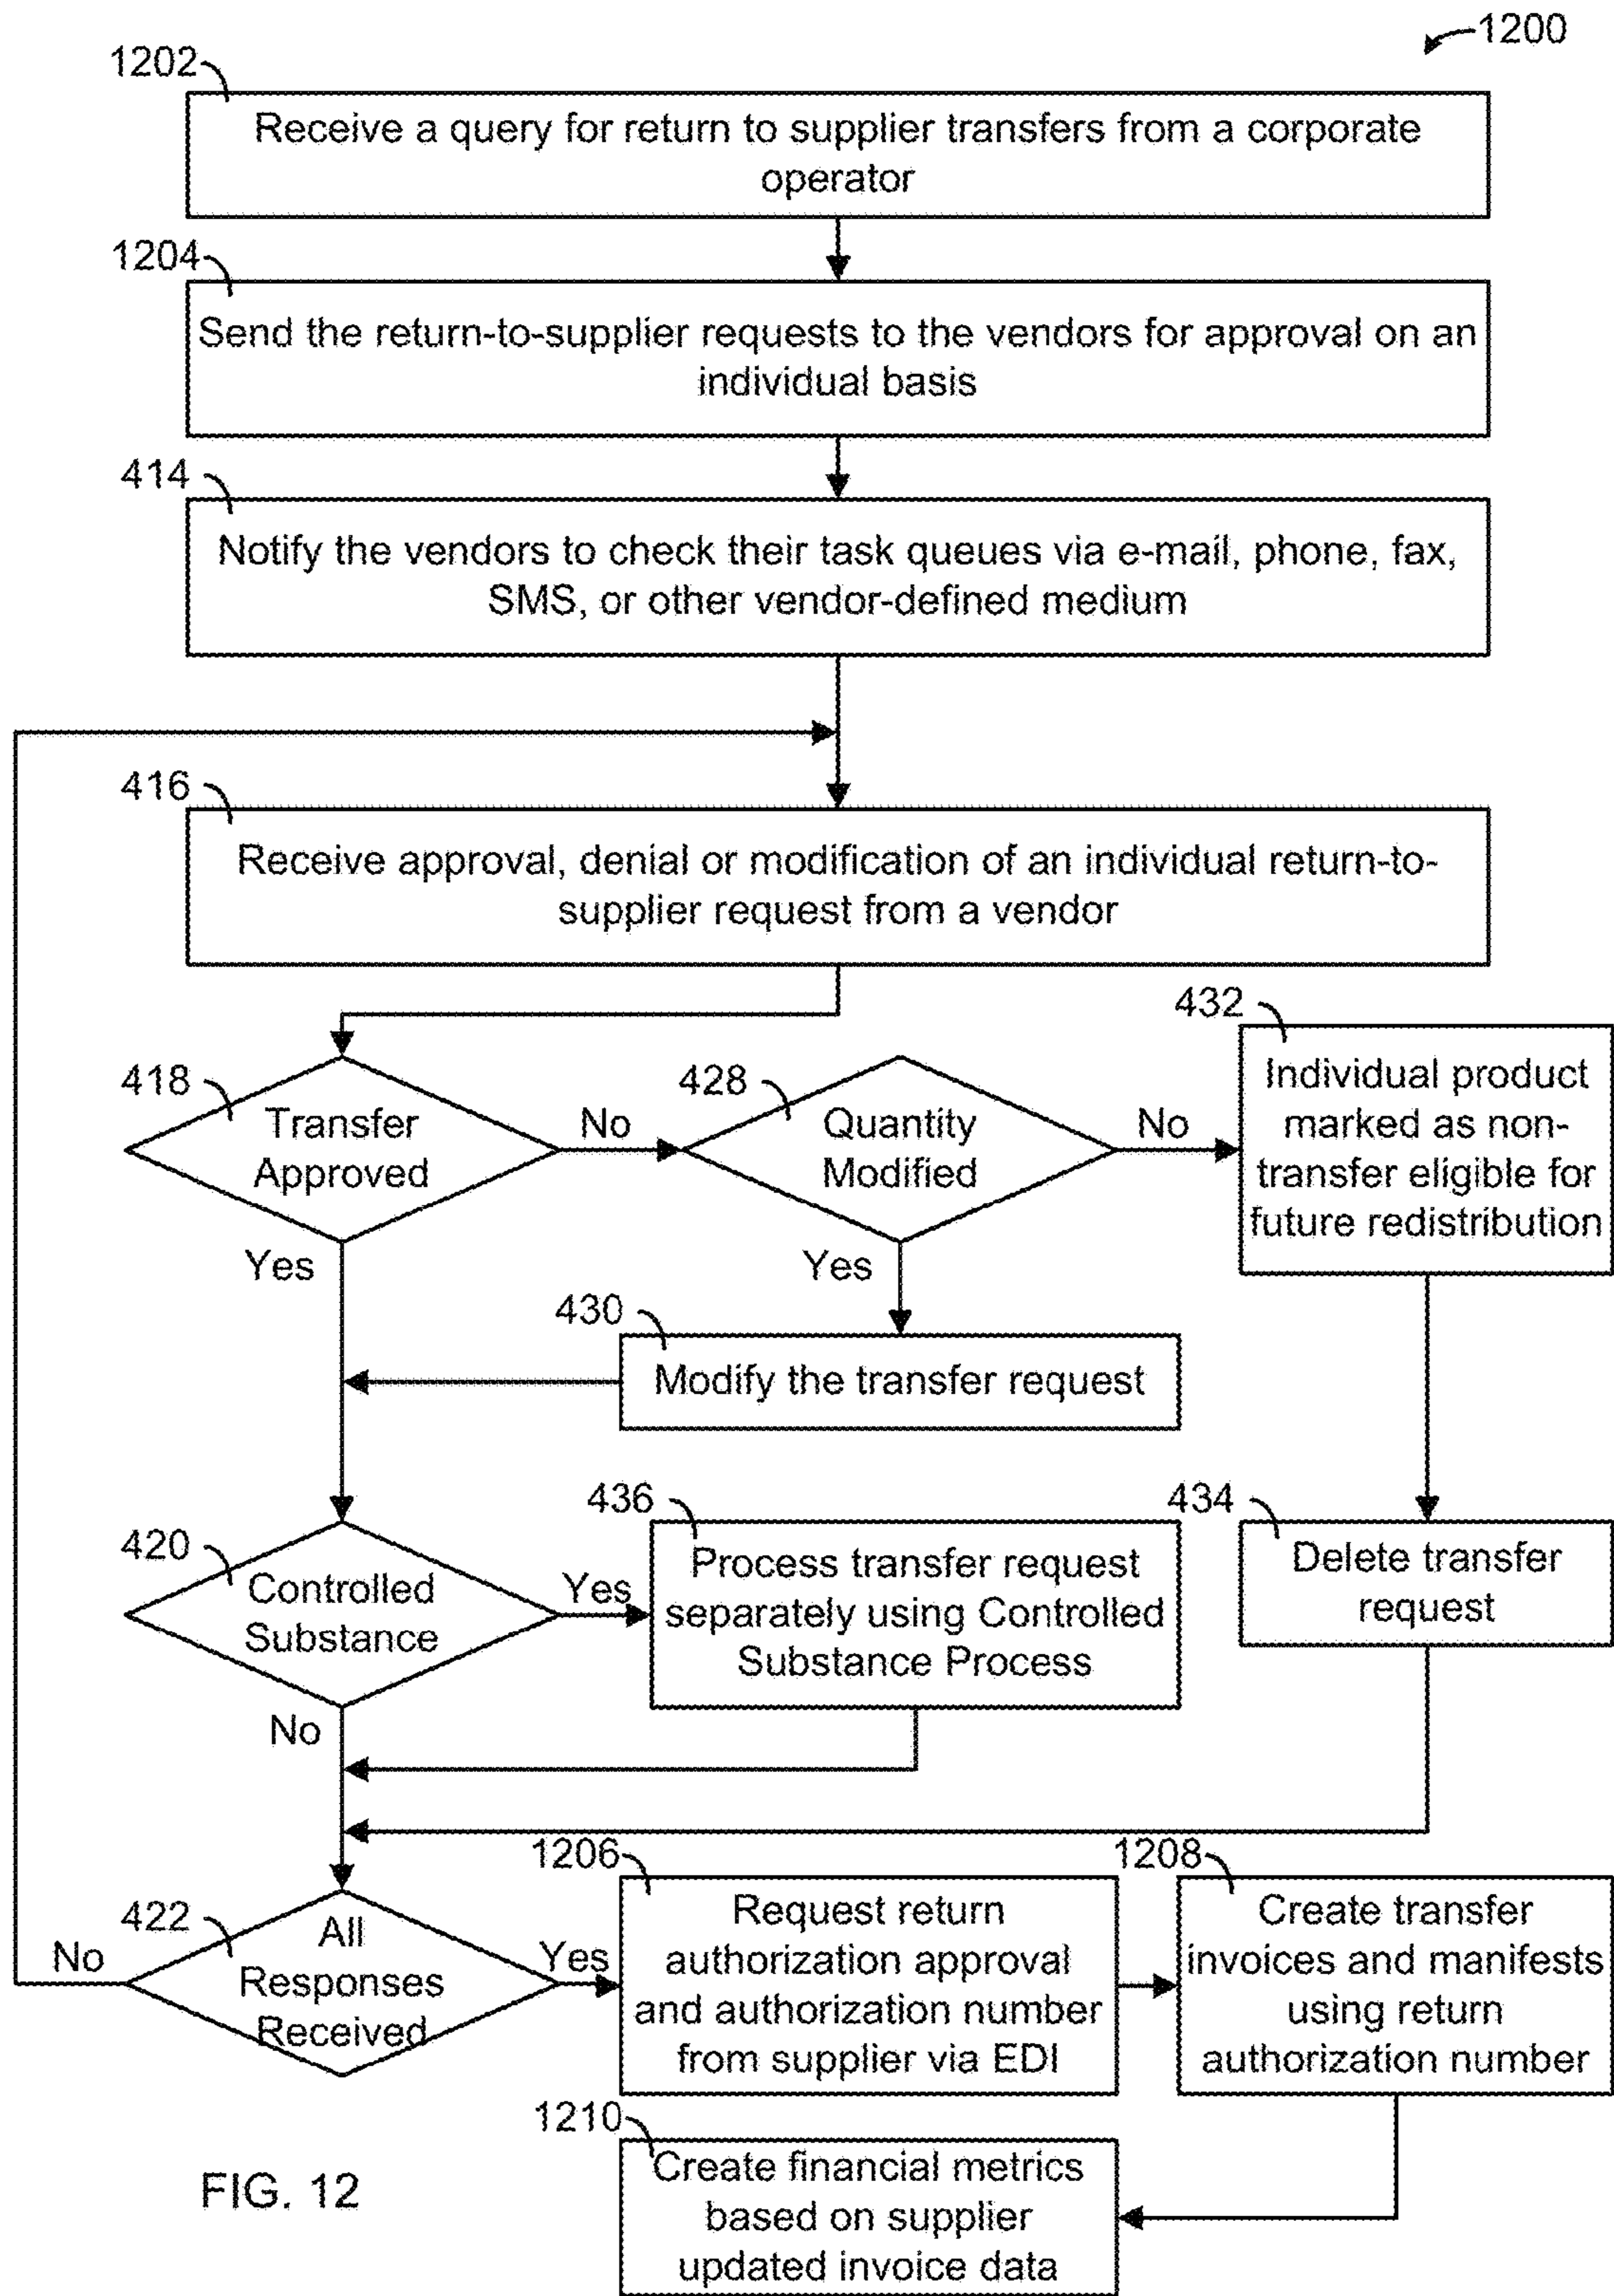 1200
1202
Receive a query for return to supplier transfers from a corporate
operator
1204
Send the return-to-supplier requests to the vendors for approval on an
individual basis
414
Notify the vendors to check their task queues via e-mail, phone, fax,
SMS, or other vendor-defined medium
416
Receive approval, denial or modification of an individual return-to-
supplier request from a vendor
418
Transfer
Approved
No
Yes
428
Quantity
Modified
No
Yes
432
Individual product
marked as non-
transfer eligible for
future redistribution
430
Modify the transfer request
420
Controlled
Substance
Yes
No
436
Process transfer request
separately using Controlled
Substance Process
434
Delete transfer
request
422
All
Responses
Received
No
Yes
1206
Request return
authorization approval
and authorization number
from supplier via EDI
1208
Create transfer
invoices and manifests
using return
authorization number
1210
Create financial metrics
based on supplier
updated invoice data
FIG. 12